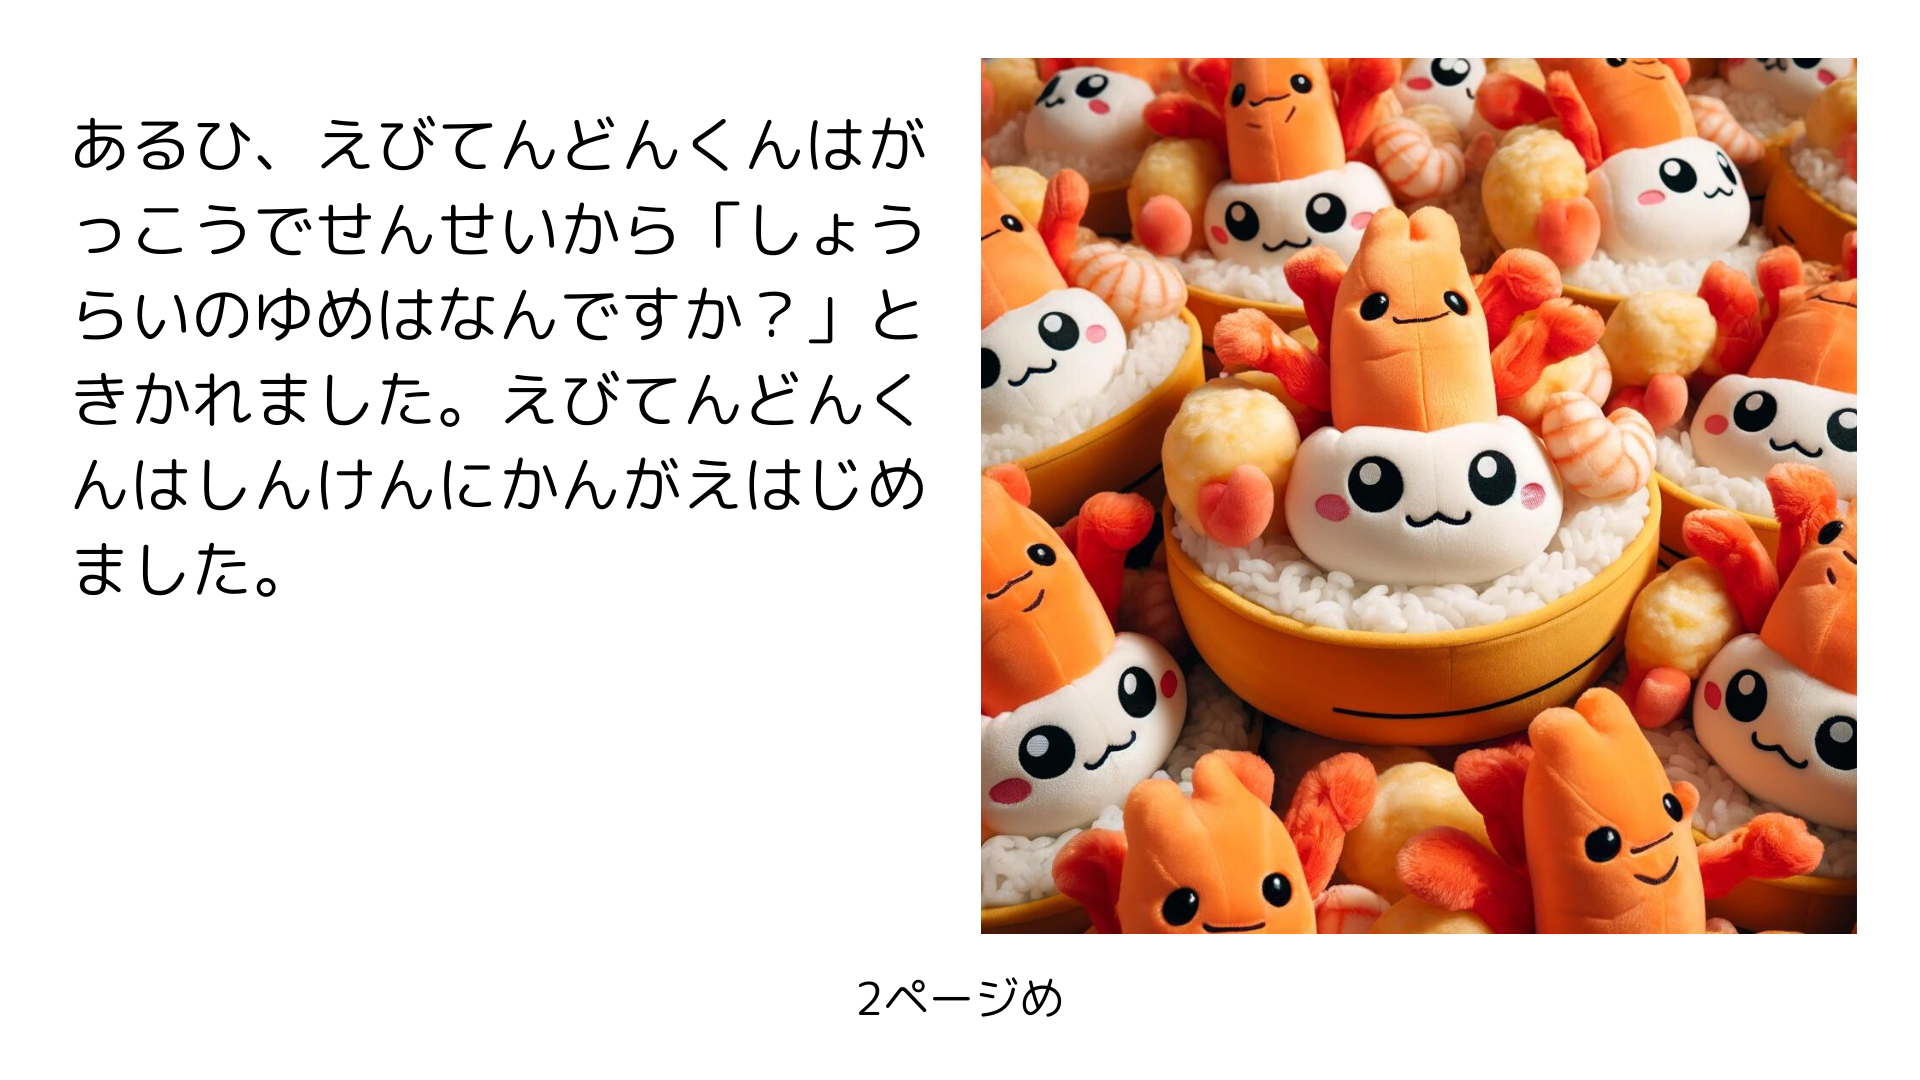 あるひ、えびてんどんくんはが
っこうでせんせいから「しょう
らいのゆめはなんですか？」と
きかれました。えびてんどんく
んはしんけんにかんがえはじめ
ました。
2ページめ